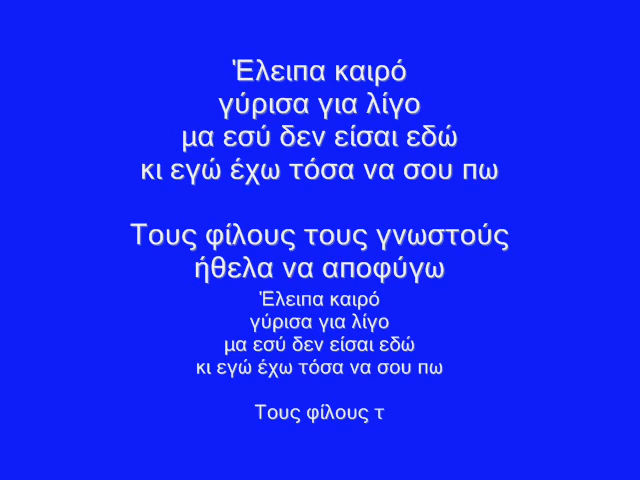 Έλειπα καιρό
γύρισα για λίγο
μα εσύ δεν είσαι εδώ
κι εγώ έχω τόσα να σου πω
Τους φίλους τους γνωστούς
ήθελα να αποφύγω
Έλειπα καιρό
γύρισα για λίγο
μα εσύ δεν είσαι εδώ
κι εγώ έχω τόσα να σου πω
Τους φίλους τ